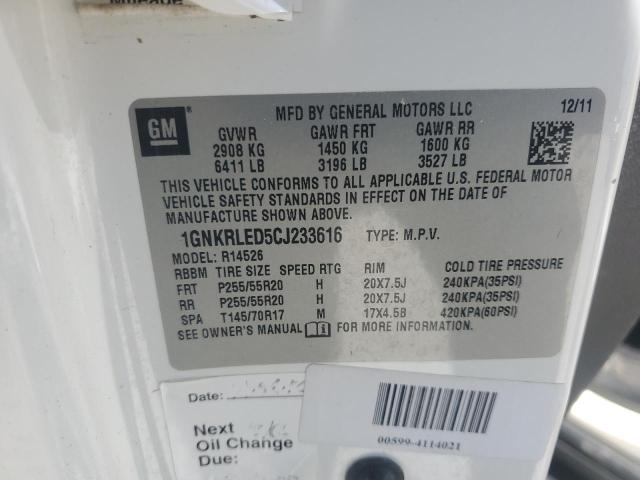 Mileage
GM
MFD BY GENERAL MOTORS LLC 12/11
GVWR GAWR FRT GAWR RR
2908 KG 1450 KG 1600 KG
6411 LB 3196 LB 3527 LB
THIS VEHICLE CONFORMS TO ALL APPLICABLE U.S. FEDERAL MOTOR
VEHICLE SAFETY STANDARDS IN EFFECT ON THE DATE OF
MANUFACTURE SHOWN ABOVE.
1GNKRLED5CJ233616 TYPE: M.P.V.
MODEL: R14526
RBBM TIRE SIZE SPEED RTG RIM COLD TIRE PRESSURE
FRT P255/55R20 H 20X7.5J 240KPA(35PSI)
RR P255/55R20 H 20X7.5J 240KPA(35PSI)
SPA T145/70R17 M 17X4.5B 420KPA(60PSI)
SEE OWNER'S MANUAL FOR MORE INFORMATION
Date:
Next
Oil Change
Due:
00599-4114021